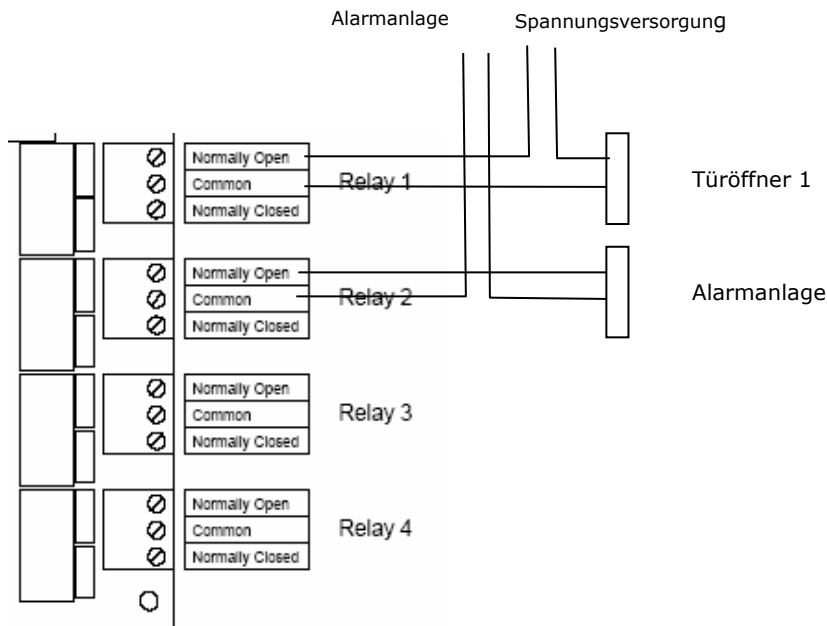 Alarmanlage Spannungsversorgung
Normally Open
Common
Normally Closed
Relay 1
Türöffner 1
Normally Open
Common
Normally Closed
Relay 2
Alarmanlage
Normally Open
Common
Normally Closed
Relay 3
Normally Open
Common
Normally Closed
Relay 4